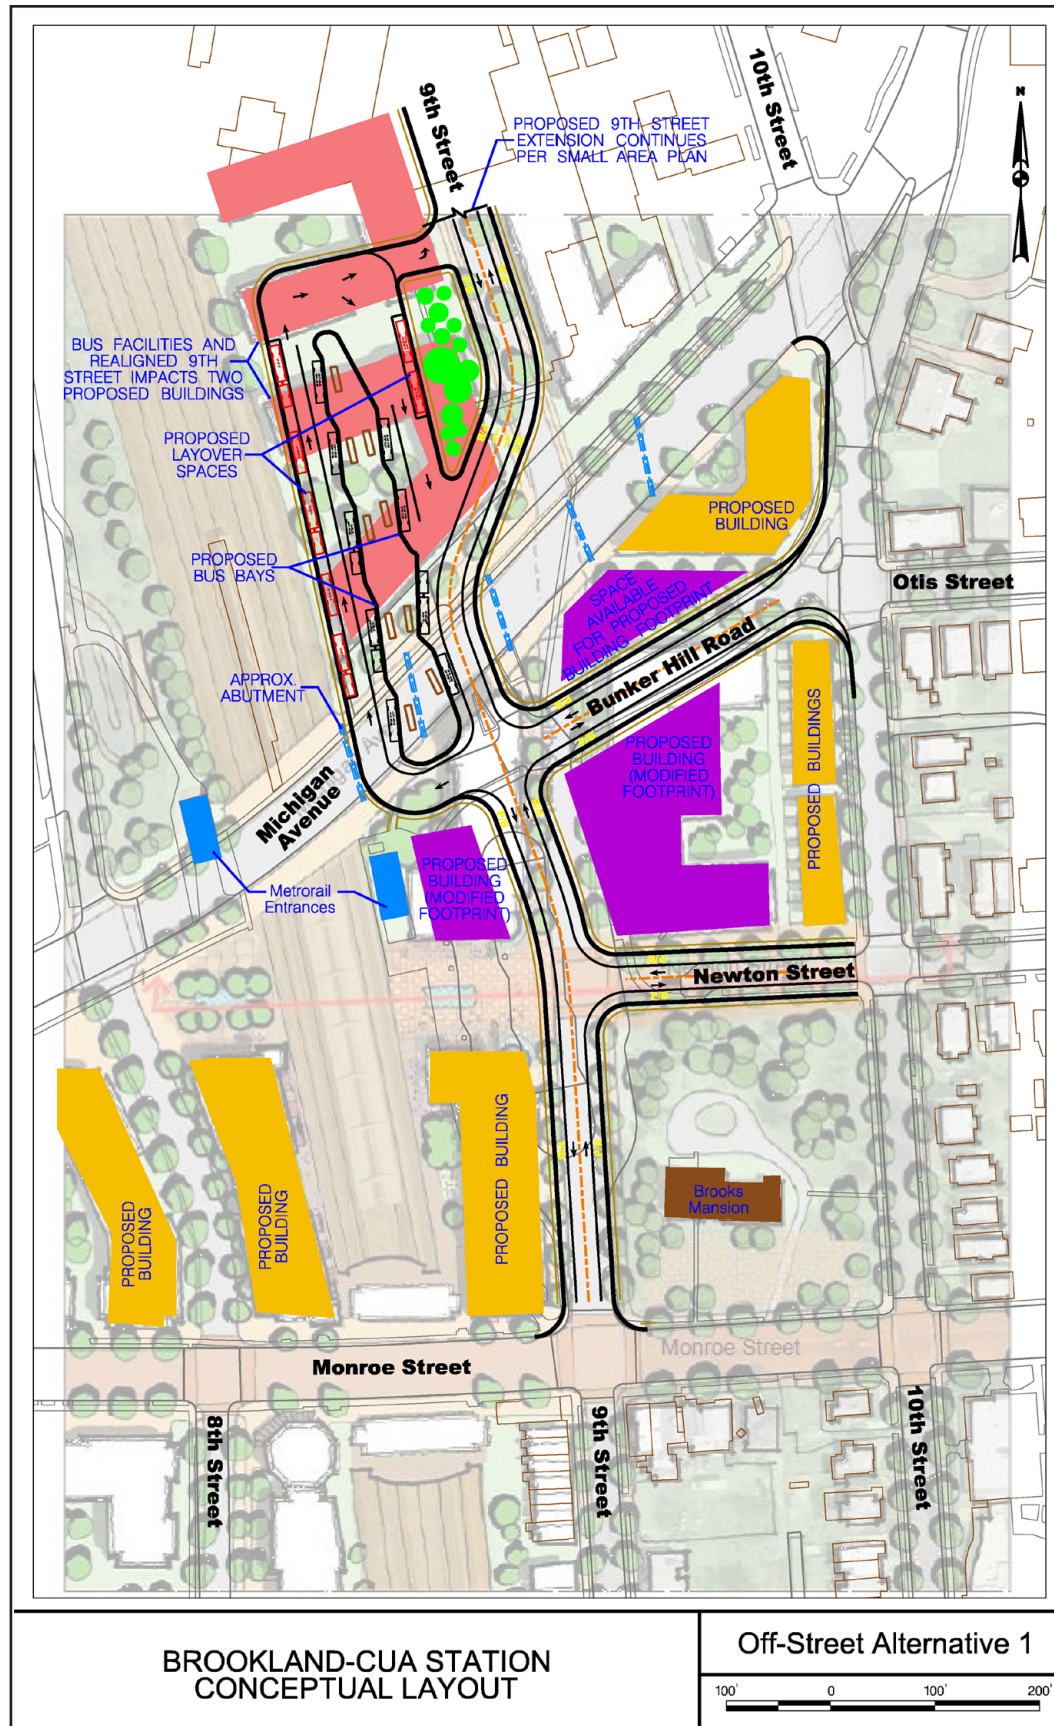 10th Street
9th Street
N
PROPOSED 9TH STREET
EXTENSION CONTINUES
PER SMALL AREA PLAN
BUS FACILITIES AND
REALIGNED 9TH
STREET IMPACTS TWO
PROPOSED BUILDINGS
PROPOSED
LAYOVER
SPACES
PROPOSED
BUS BAYS
PROPOSED
BUILDING
Otis Street
SPACE
AVAILABLE
FOR PROPOSED
BUILDING FOOTPRINT
Bunker Hill Road
APPROX.
ABUTMENT
PROPOSED
BUILDING
(MODIFIED
FOOTPRINT)
PROPOSED BUILDINGS
Michigan
Avenue
Metrorail
Entrances
PROPOSED
BUILDING
(MODIFIED
FOOTPRINT)
Newton Street
PROPOSED
BUILDING
PROPOSED
BUILDING
PROPOSED BUILDING
Brooks
Mansion
Monroe Street
Monroe Street
8th Street
9th Street
10th Street
BROOKLAND-CUA STATION
CONCEPTUAL LAYOUT
Off-Street Alternative 1
100' 0 100' 200'